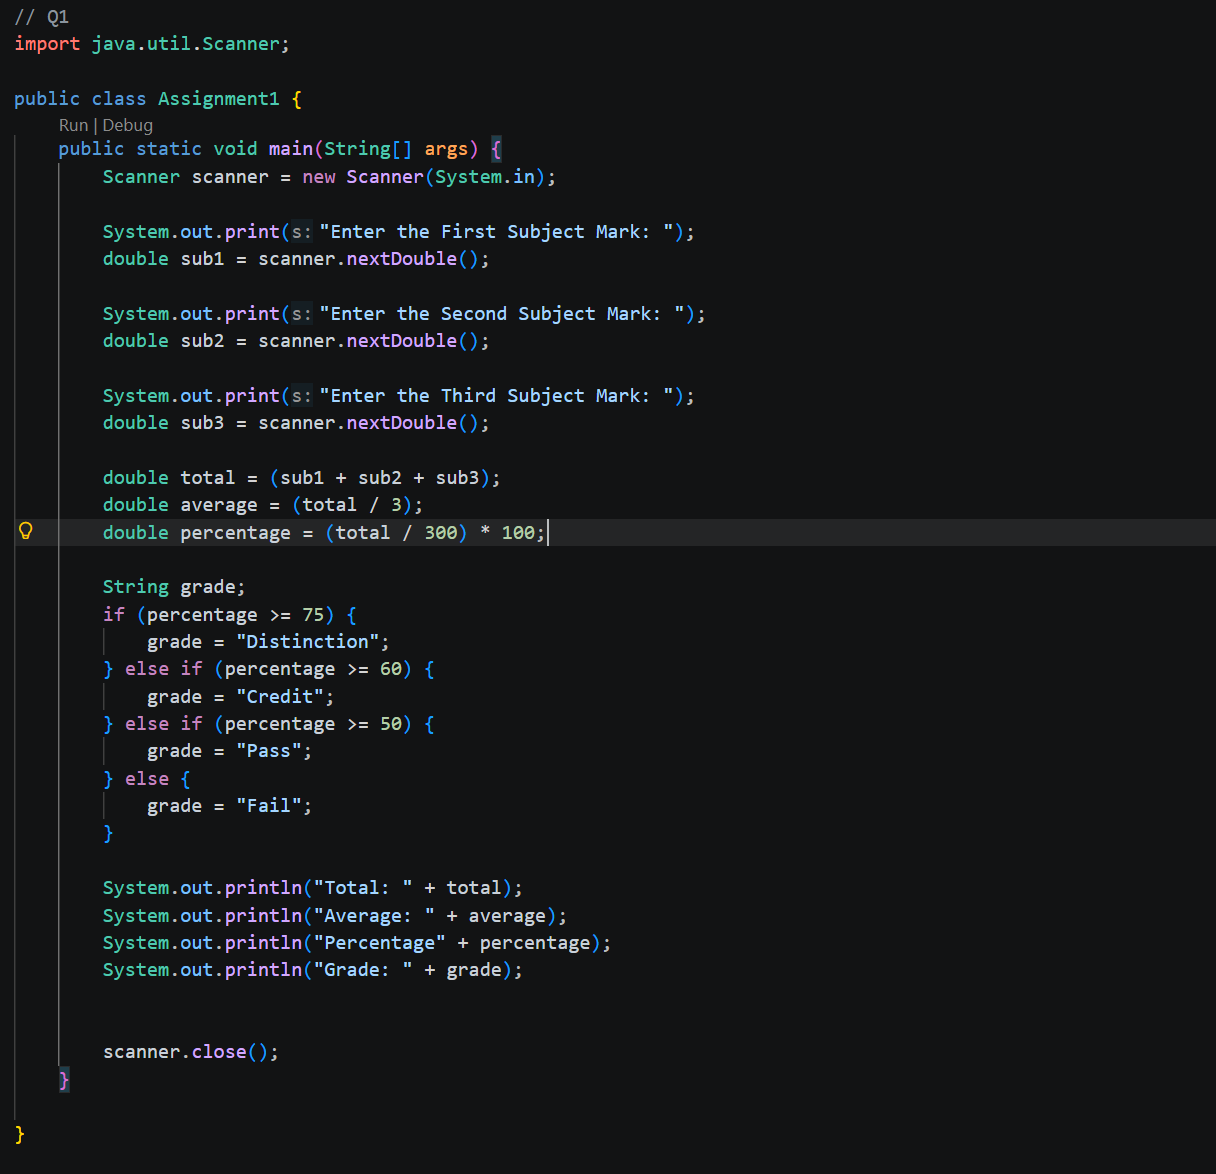 // Q1
import java.util.Scanner;
public class Assignment1 {
Run | Debug
public static void main(String[] args) {
Scanner scanner = new Scanner(System.in);
System.out.print(s: "Enter the First Subject Mark: ");
double sub1 = scanner.nextDouble();
System.out.print(s: "Enter the Second Subject Mark: ");
double sub2 = scanner.nextDouble();
System.out.print(s: "Enter the Third Subject Mark: ");
double sub3 = scanner.nextDouble();
double total = (sub1 + sub2 + sub3);
double average = (total / 3);
double percentage = (total / 300) * 100;
String grade;
if (percentage >= 75) {
grade = "Distinction";
} else if (percentage >= 60) {
grade = "Credit";
} else if (percentage >= 50) {
grade = "Pass";
} else {
grade = "Fail";
}
System.out.println("Total: " + total);
System.out.println("Average: " + average);
System.out.println("Percentage" + percentage);
System.out.println("Grade: " + grade);
scanner.close();
}
}